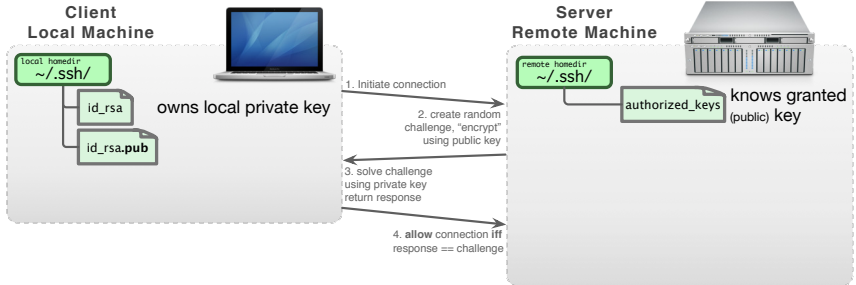 Client
Local Machine
local homedir
~/.ssh/
id_rsa
id_rsa.pub
owns local private key
1. Initiate connection
2. create random
challenge, “encrypt”
using public key
3. solve challenge
using private key
return response
4. allow connection iff
response == challenge
Server
Remote Machine
remote homedir
~/.ssh/
authorized_keys
knows granted
(public) key